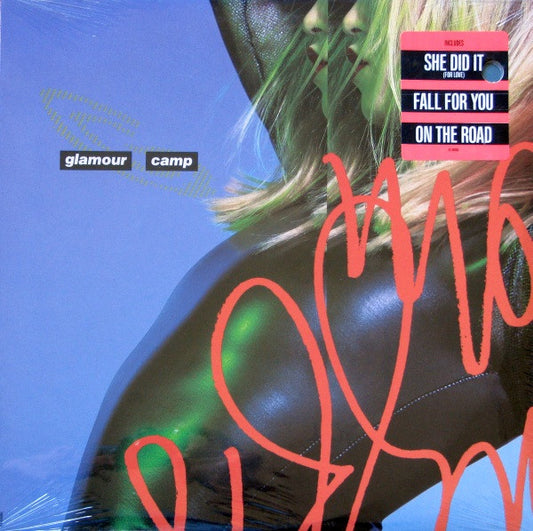 INCLUDES
SHE DID IT
(FOR LOVE)
FALL FOR YOU
ON THE ROAD
glamour camp